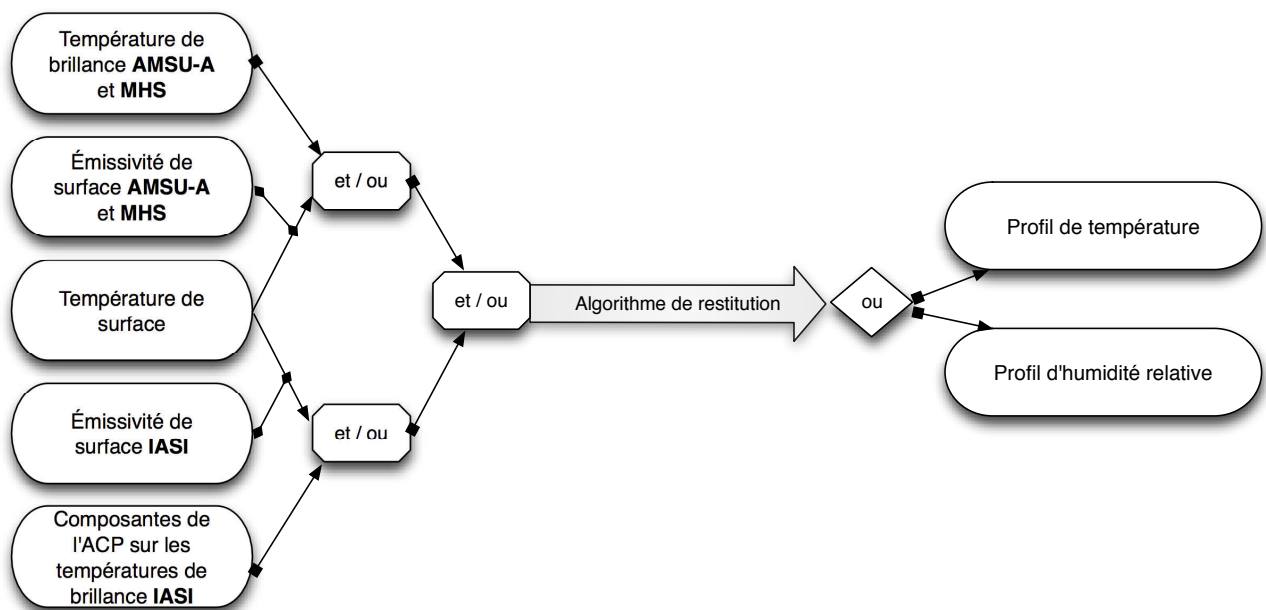 Température de
brillance AMSU-A
et MHS
Émissivité de
surface AMSU-A
et MHS
Température de
surface
Émissivité de
surface IASI
Composantes de
l'ACP sur les
températures de
brillance IASI
et / ou
et / ou
et / ou
Algorithme de restitution
ou
Profil de température
Profil d'humidité relative